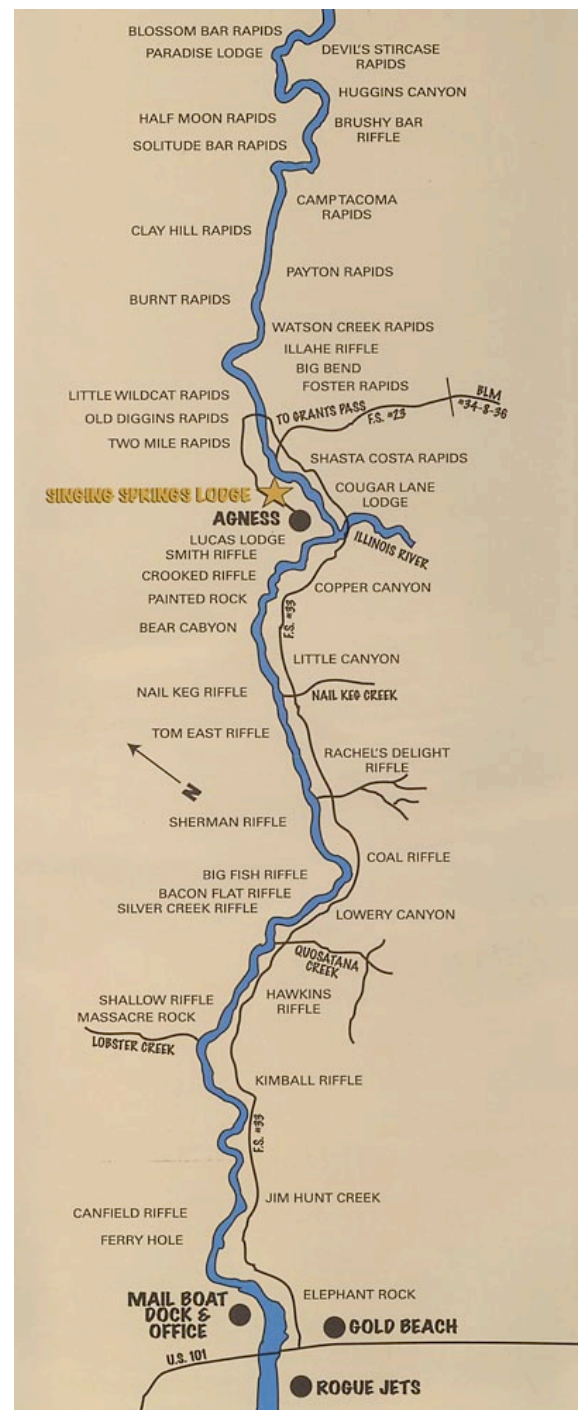 BLOSSOM BAR RAPIDS
PARADISE LODGE
DEVIL'S STIRCASE
RAPIDS
HUGGINS CANYON
HALF MOON RAPIDS
BRUSHY BAR
RIFFLE
SOLITUDE BAR RAPIDS
CAMP TACOMA
RAPIDS
CLAY HILL RAPIDS
PAYTON RAPIDS
BURNT RAPIDS
WATSON CREEK RAPIDS
ILLAHE RIFFLE
BIG BEND
FOSTER RAPIDS
LITTLE WILDCAT RAPIDS
BLM
#34-8-36
OLD DIGGINS RAPIDS
TO GRANTS PASS
F.S. #23
TWO MILE RAPIDS
SHASTA COSTA RAPIDS
SINGING SPRINGS LODGE
COUGAR LANE
LODGE
AGNESS
LUCAS LODGE
ILLINOIS RIVER
SMITH RIFFLE
CROOKED RIFFLE
COPPER CANYON
PAINTED ROCK
F.S. #33
BEAR CABYON
LITTLE CANYON
NAIL KEG RIFFLE
NAIL KEG CREEK
TOM EAST RIFFLE
RACHEL'S DELIGHT
RIFFLE
N
SHERMAN RIFFLE
COAL RIFFLE
BIG FISH RIFFLE
BACON FLAT RIFFLE
SILVER CREEK RIFFLE
LOWERY CANYON
QUOSATANA
CREEK
SHALLOW RIFFLE
HAWKINS
RIFFLE
MASSACRE ROCK
LOBSTER CREEK
KIMBALL RIFFLE
F.S. #33
JIM HUNT CREEK
CANFIELD RIFFLE
FERRY HOLE
ELEPHANT ROCK
MAIL BOAT
DOCK &
OFFICE
GOLD BEACH
U.S. 101
ROGUE JETS